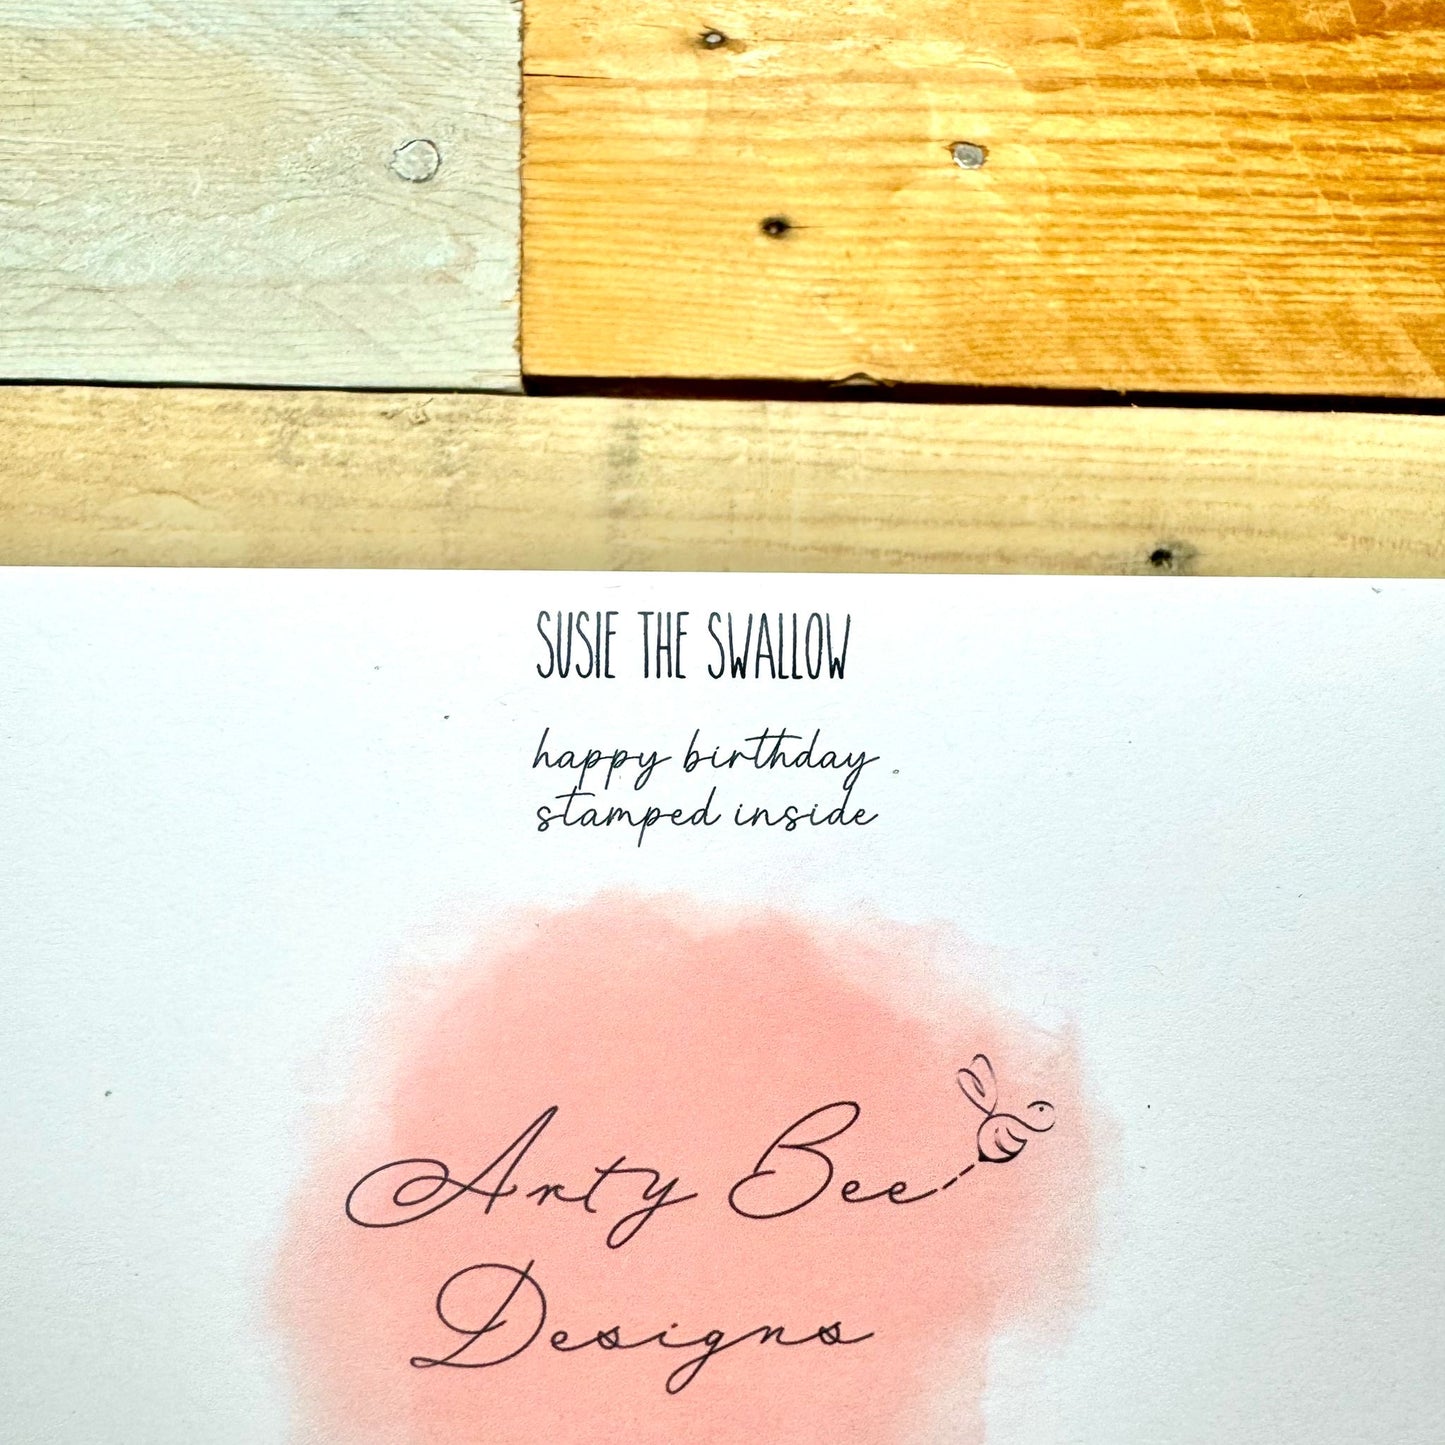 SUSIE THE SWALLOW
happy birthday
stamped inside
Arty Bee
Designs